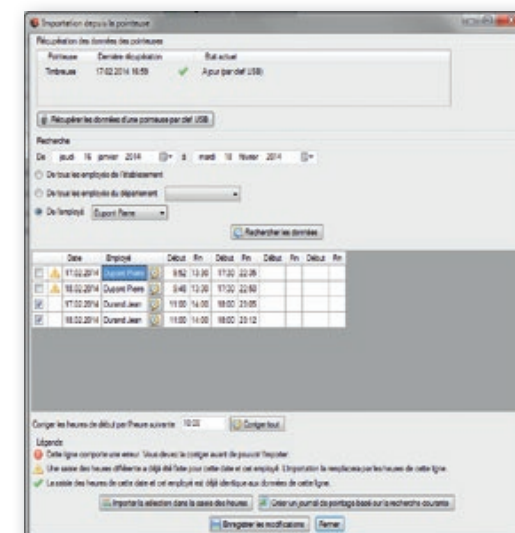 Importation depuis la pointeuse
Récupération des données des pointeuses
Pointeuse Dernière récupération Etat actuel
Timbreuse 17.02.2014 16:59 A jour (par clef USB)
Récupérer les données d'une pointeuse par clef USB
Recherche
De jeudi 16 janvier 2014 à mardi 18 février 2014
De tous les employés de l'établissement
De tous les employés du département
De l'employé Dupont Pierre
Rechercher les données
Date Employé Début Fin Début Fin Début Fin Début Fin
17.02.2014 Dupont Pierre 9:52 13:30 17:30 22:36
18.02.2014 Dupont Pierre 9:48 13:30 17:30
17.02.2014 Durand Jean 11:00 14:00 18:00 23:05
18.02.2014 Durand Jean 11:00 14:00 18:00 23:12
Corriger les heures de début par l'heure suivante 10:00 Corriger tout
Légende
Cette ligne comporte une erreur. Vous devez la corriger avant de pouvoir l'importer.
Une saisie des heures différente a déjà été faite pour cette date et cet employé. L'importation la remplacera par les heures de cette ligne.
La saisie des heures de cette date et cet employé est déjà identique aux données de cette ligne.
Importer la sélection dans la saisie des heures
Créer un journal de pointage basé sur la recherche courante
Enregistrer les modifications Fermer